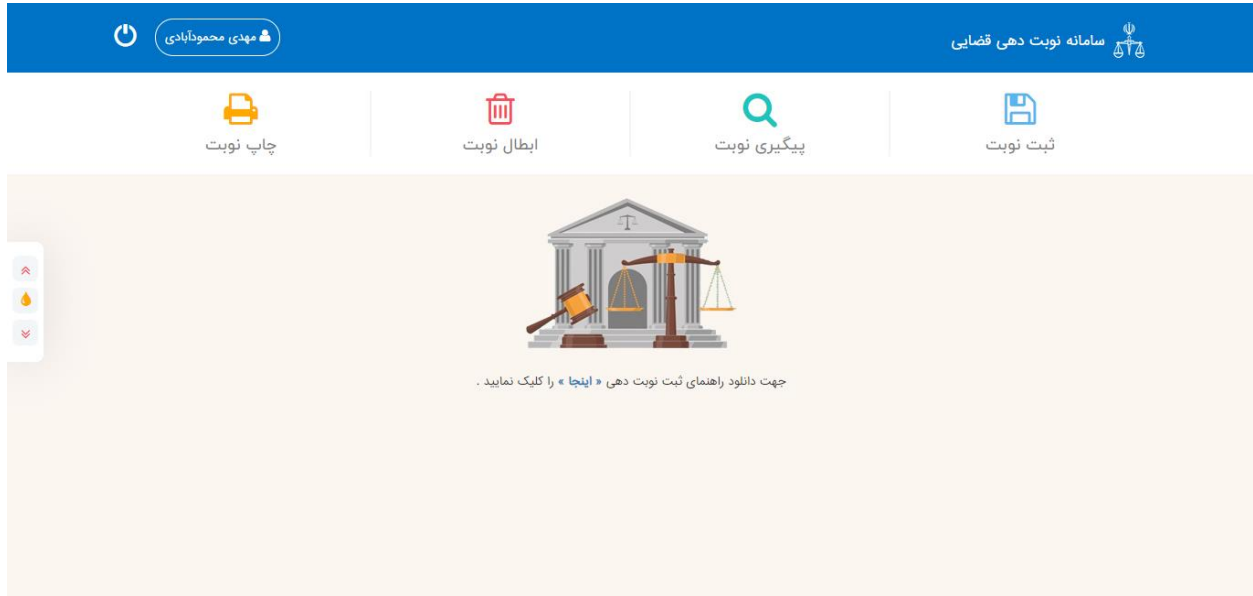 سامانه نوبت دهی قضایی
مهدی محمودآبادی
ثبت نوبت
پیگیری نوبت
ابطال نوبت
چاپ نوبت
جهت دانلود راهنمای ثبت نوبت دهی « اینجا » را کلیک نمایید .